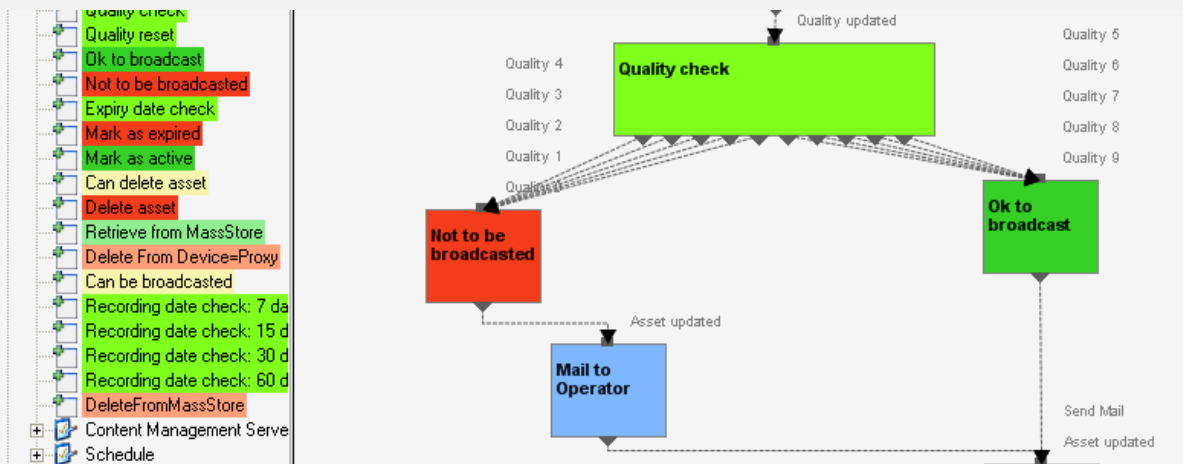 Quality check
Quality reset
Ok to broadcast
Not to be broadcasted
Expiry date check
Mark as expired
Mark as active
Can delete asset
Delete asset
Retrieve from MassStore
Delete From Device=Proxy
Can be broadcasted
Recording date check: 7 da
Recording date check: 15 d
Recording date check: 30 d
Recording date check: 60 d
DeleteFromMassStore
Content Management Serve
Schedule
Quality updated
Quality check
Quality 4
Quality 3
Quality 2
Quality 1
Quality 5
Quality 6
Quality 7
Quality 8
Quality 9
Not to be
broadcasted
Ok to
broadcast
Asset updated
Mail to
Operator
Send Mail
Asset updated